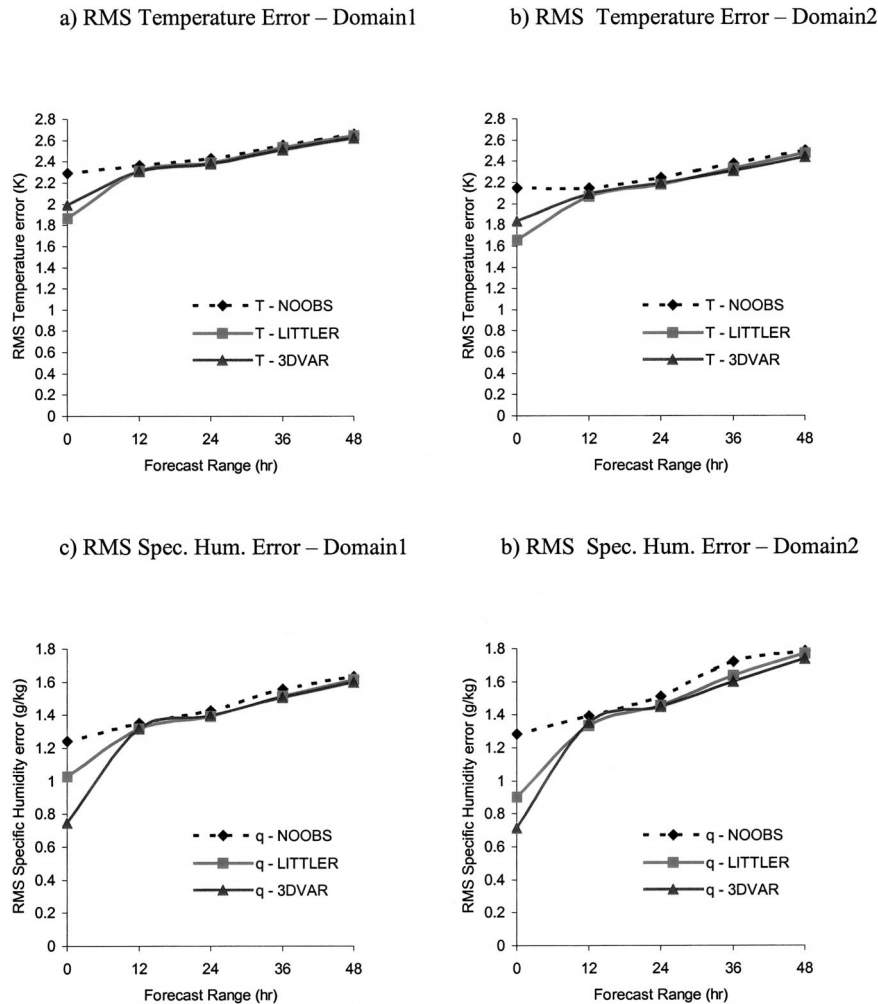 a) RMS Temperature Error – Domain1
b) RMS Temperature Error – Domain2
RMS Temperature error (K)
2.8
2.6
2.4
2.2
2
1.8
1.6
1.4
1.2
1
0.8
0.6
0.4
0.2
0
T - NOOBS
T - LITTLER
T - 3DVAR
0 12 24 36 48
Forecast Range (hr)
RMS Temperature error (K)
2.8
2.6
2.4
2.2
2
1.8
1.6
1.4
1.2
1
0.8
0.6
0.4
0.2
0
T - NOOBS
T - LITTLER
T - 3DVAR
0 12 24 36 48
Forecast Range (hr)
c) RMS Spec. Hum. Error – Domain1
b) RMS Spec. Hum. Error – Domain2
RMS Specific Humidity error (g/kg)
1.8
1.6
1.4
1.2
1
0.8
0.6
0.4
0.2
0
q - NOOBS
q - LITTLER
q - 3DVAR
0 12 24 36 48
Forecast Range (hr)
RMS Specific Humidity error (g/kg)
1.8
1.6
1.4
1.2
1
0.8
0.6
0.4
0.2
0
q - NOOBS
q - LITTLER
q - 3DVAR
0 12 24 36 48
Forecast Range (hr)